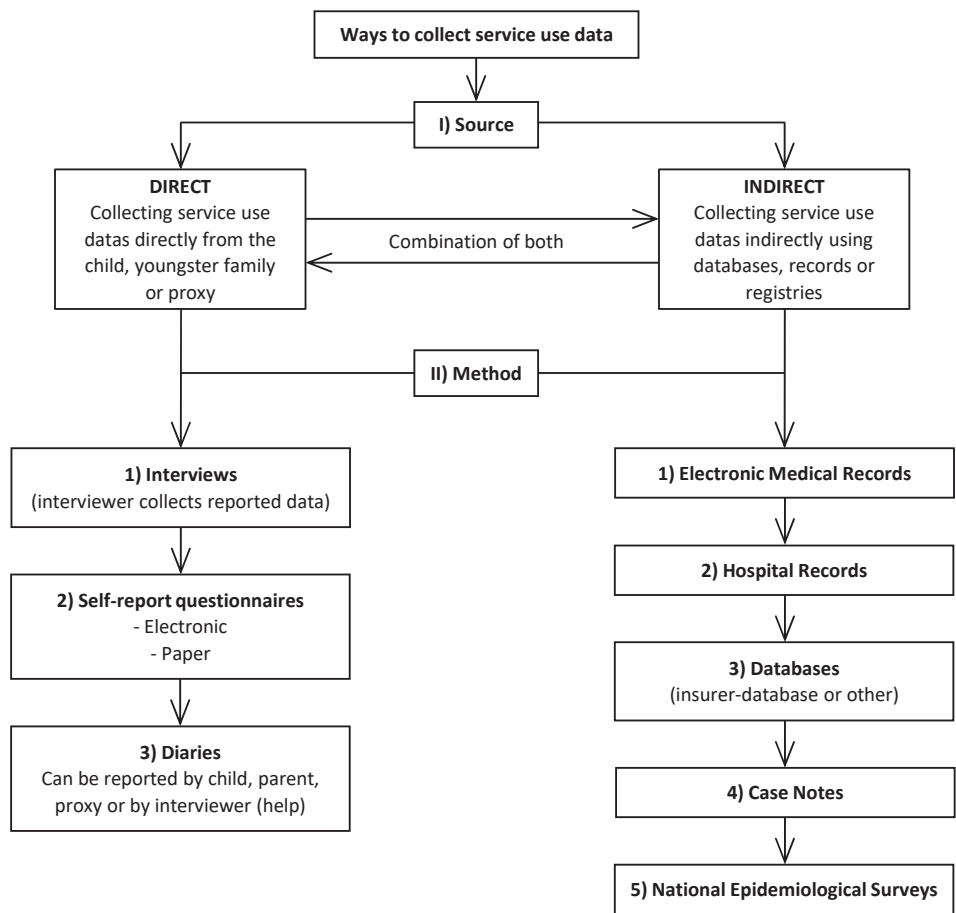 Ways to collect service use data
I) Source
DIRECT
Collecting service use
datas directly from the
child, youngster family
or proxy
Combination of both
INDIRECT
Collecting service use
datas indirectly using
databases, records or
registries
II) Method
1) Interviews
(interviewer collects reported data)
2) Self-report questionnaires
- Electronic
- Paper
3) Diaries
Can be reported by child, parent,
proxy or by interviewer (help)
1) Electronic Medical Records
2) Hospital Records
3) Databases
(insurer-database or other)
4) Case Notes
5) National Epidemiological Surveys